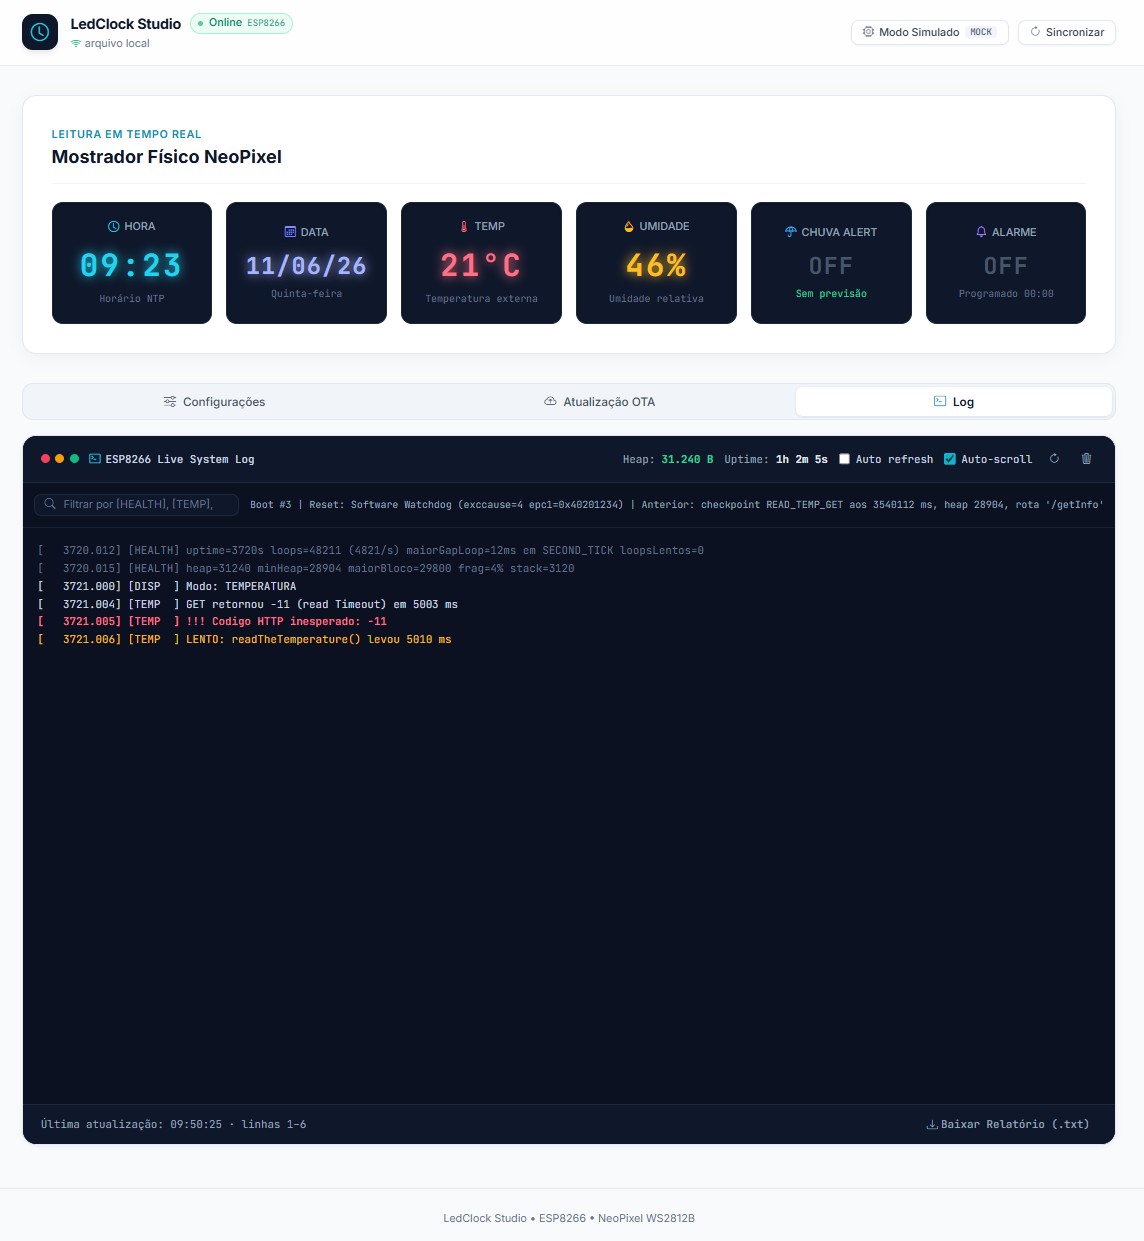 LedClock Studio Online ESP8266
arquivo local
Modo Simulado MOCK
Sincronizar
LEITURA EM TEMPO REAL
Mostrador Físico NeoPixel
HORA
09:23
Horário NTP
DATA
11/06/26
Quinta-feira
TEMP
21°C
Temperatura externa
UMIDADE
46%
Umidade relativa
CHUVA ALERT
OFF
Sem previsão
ALARME
OFF
Programado 00:00
Configurações
Atualização OTA
Log
ESP8266 Live System Log
Heap: 31.240 B Uptime: 1h 2m 5s Auto refresh Auto-scroll
Filtrar por [HEALTH], [TEMP],
Boot #3 | Reset: Software Watchdog (exccause=4 epc1=0x40201234) | Anterior: checkpoint READ_TEMP_GET aos 3540112 ms, heap 28904, rota '/getInfo'
[   3720.012] [HEALTH] uptime=3720s loops=48211 (4821/s) maiorGapLoop=12ms em SECOND_TICK loopsLentos=0
[   3720.015] [HEALTH] heap=31240 minHeap=28904 maiorBloco=29800 frag=4% stack=3120
[   3721.000] [DISP  ] Modo: TEMPERATURA
[   3721.004] [TEMP  ] GET retornou -11 (read Timeout) em 5003 ms
[   3721.005] [TEMP  ] !!! Codigo HTTP inesperado: -11
[   3721.006] [TEMP  ] LENTO: readTheTemperature() levou 5010 ms
Última atualização: 09:50:25 · linhas 1–6
Baixar Relatório (.txt)
LedClock Studio • ESP8266 • NeoPixel WS2812B